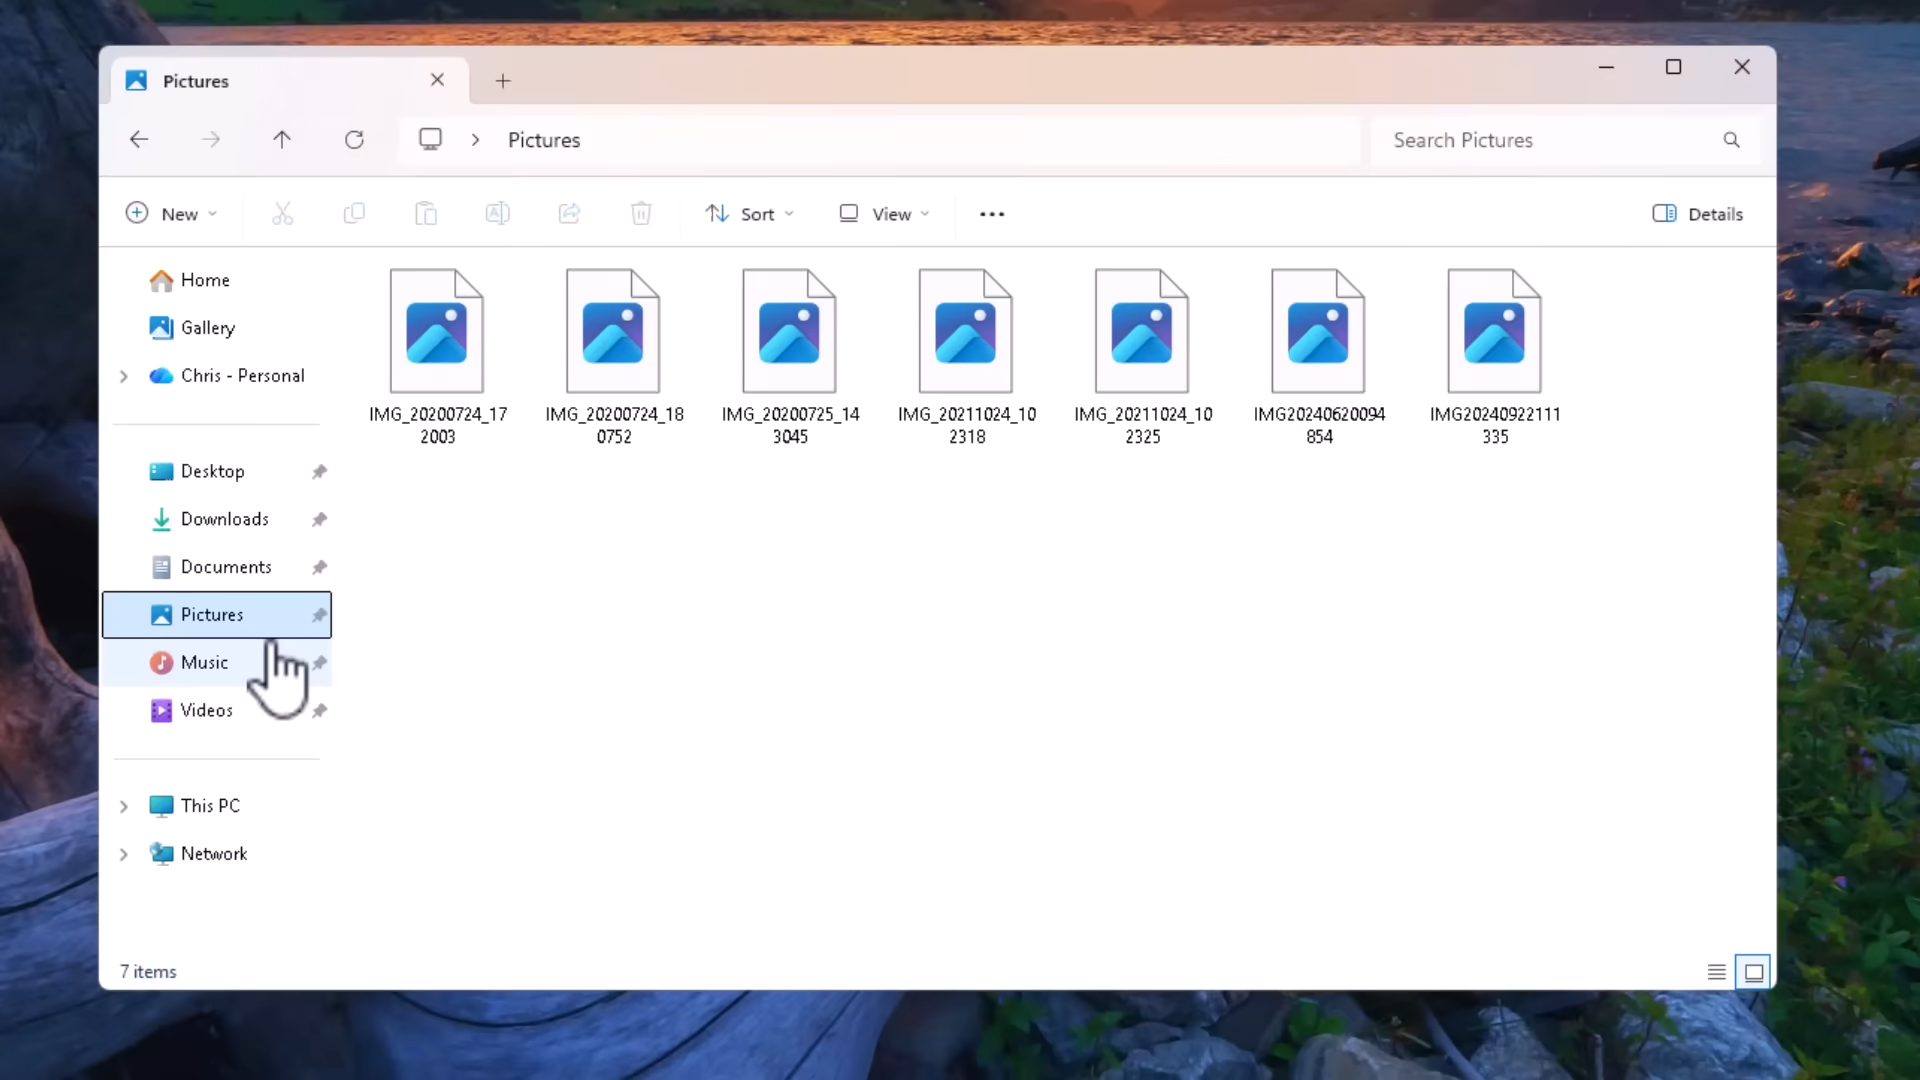 Pictures
Pictures
Search Pictures
New
Sort
View
Details
Home
Gallery
Chris - Personal
Desktop
Downloads
Documents
Pictures
Music
Videos
This PC
Network
IMG_20200724_17
2003
IMG_20200724_18
0752
IMG_20200725_14
3045
IMG_20211024_10
2318
IMG_20211024_10
2325
IMG20240620094
854
IMG20240922111
335
7 items